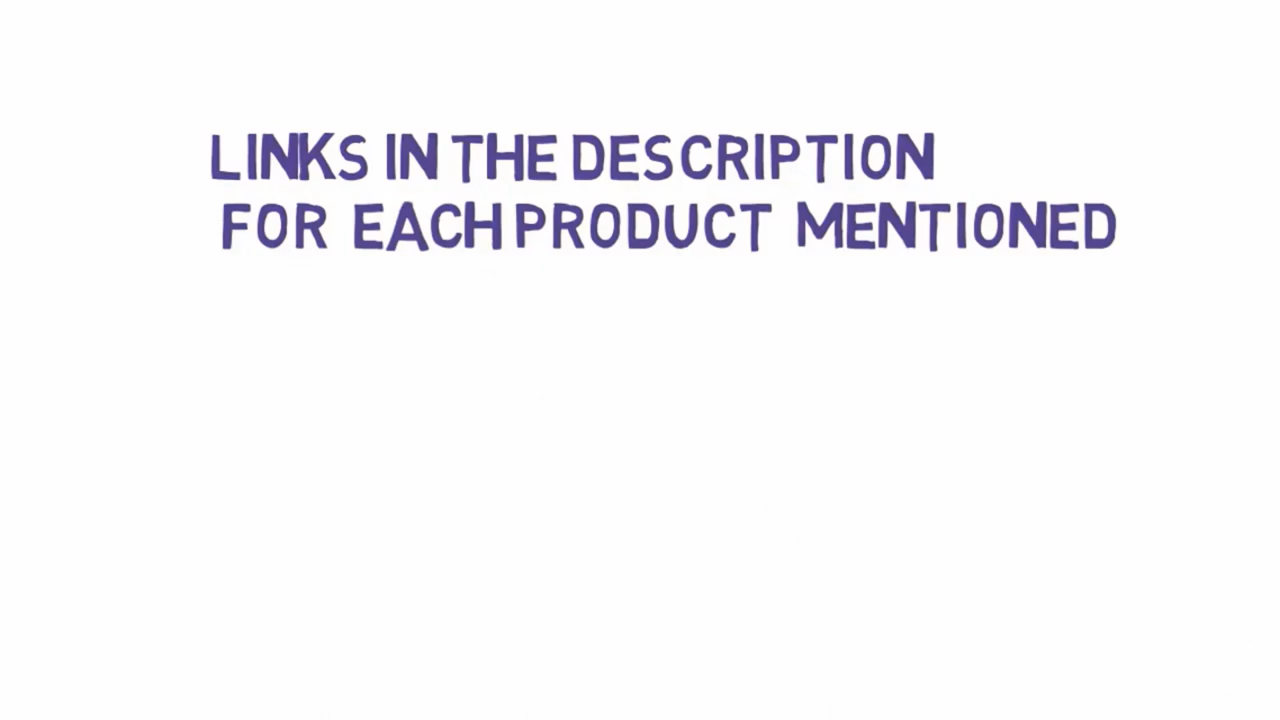 LINKS IN THE DESCRIPTION
FOR EACH PRODUCT MENTIONED